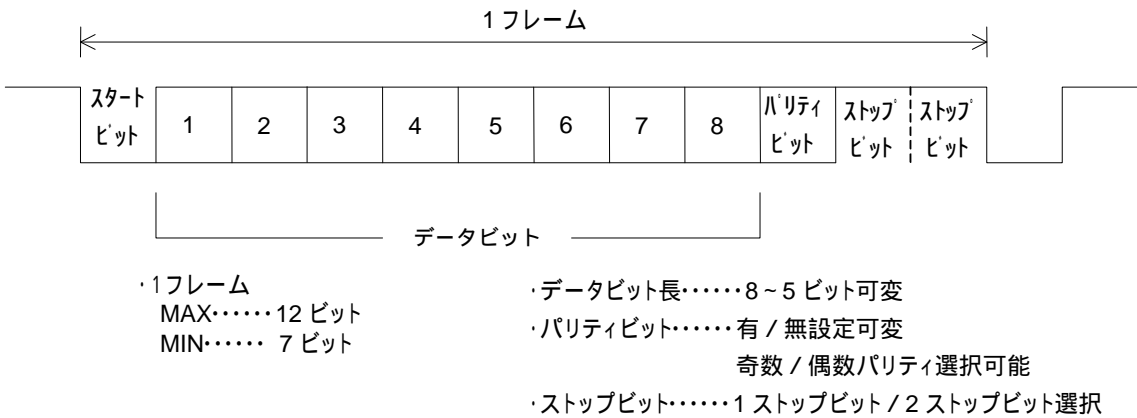 1 フレーム
スタート ビット 1 2 3 4 5 6 7 8 パリティ ビット ストップ ビット ストップ ビット
データビット
・1フレーム
MAX・・・・・・12 ビット
MIN・・・・・・ 7 ビット
・データビット長・・・・・・8 ~ 5 ビット可変
・パリティビット・・・・・・有 / 無設定可変
奇数 / 偶数パリティ選択可能
・ストップビット・・・・・・1 ストップビット / 2 ストップビット選択